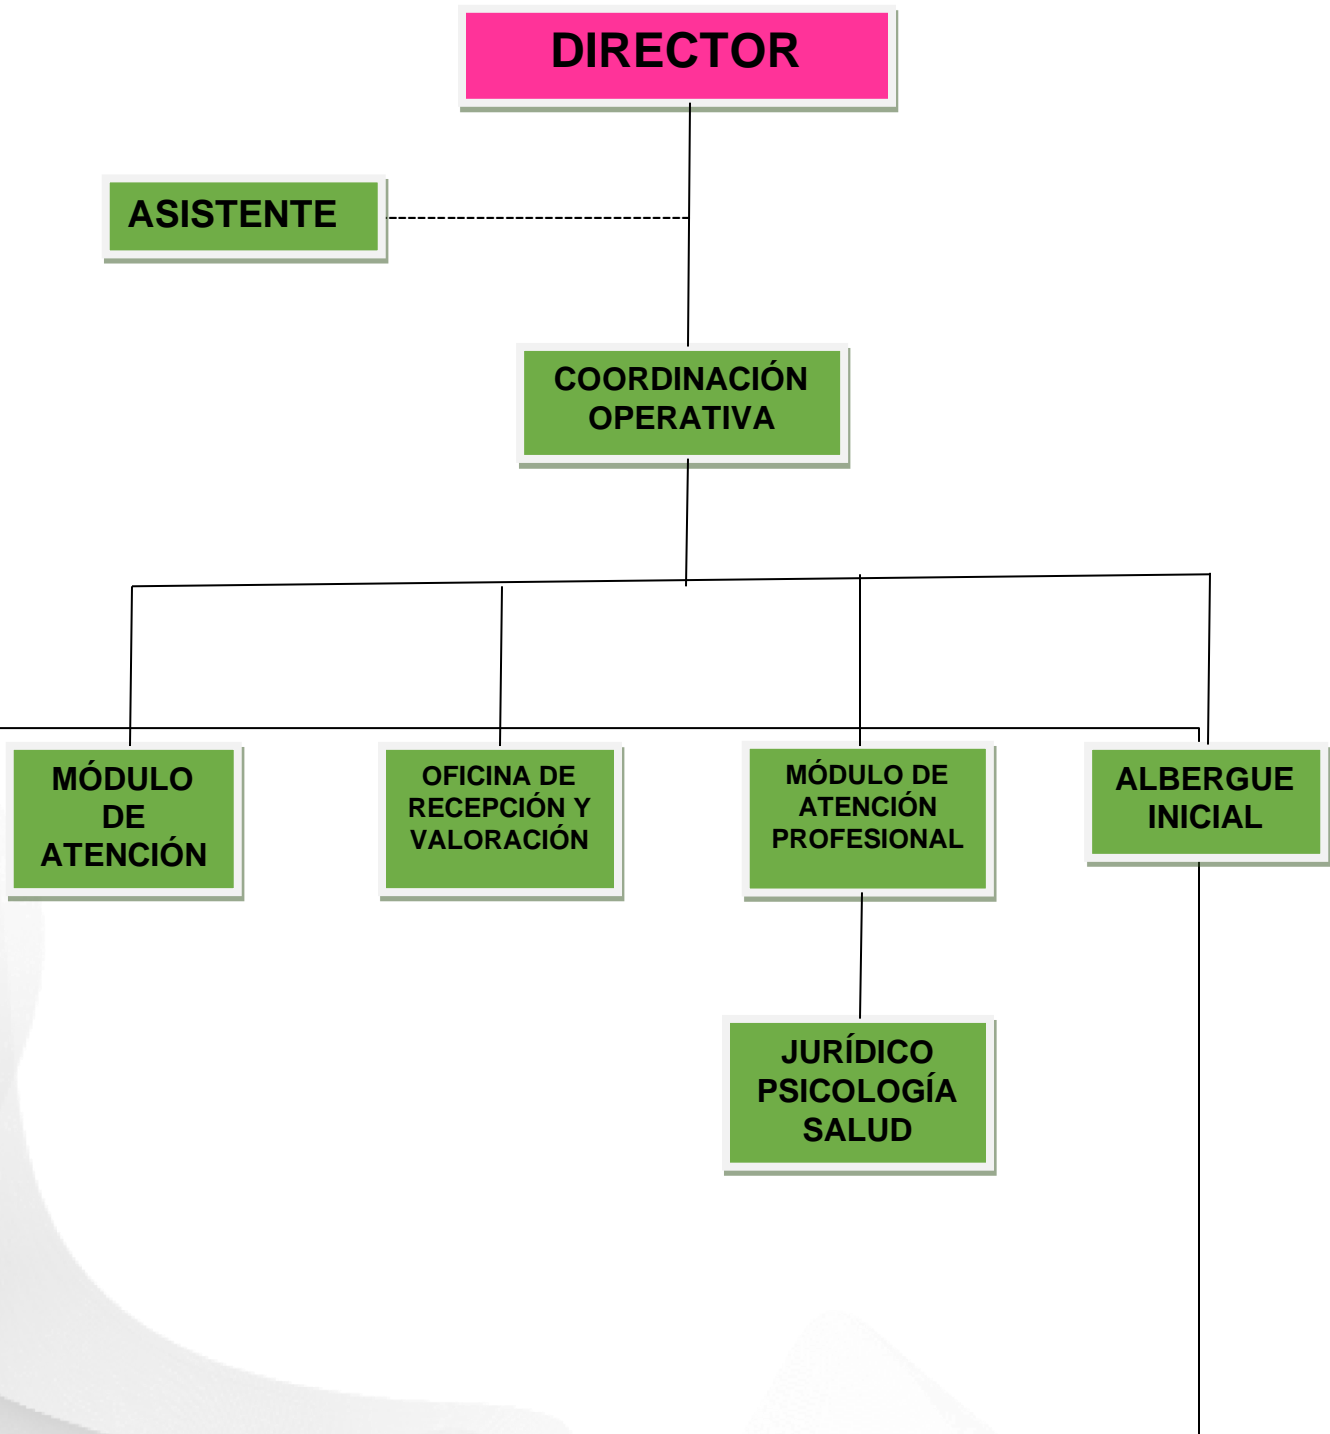 DIRECTOR
ASISTENTE
COORDINACIÓN
OPERATIVA
MÓDULO
DE
ATENCIÓN
OFICINA DE
RECEPCIÓN Y
VALORACIÓN
MÓDULO DE
ATENCIÓN
PROFESIONAL
ALBERGUE
INICIAL
JURÍDICO
PSICOLOGÍA
SALUD